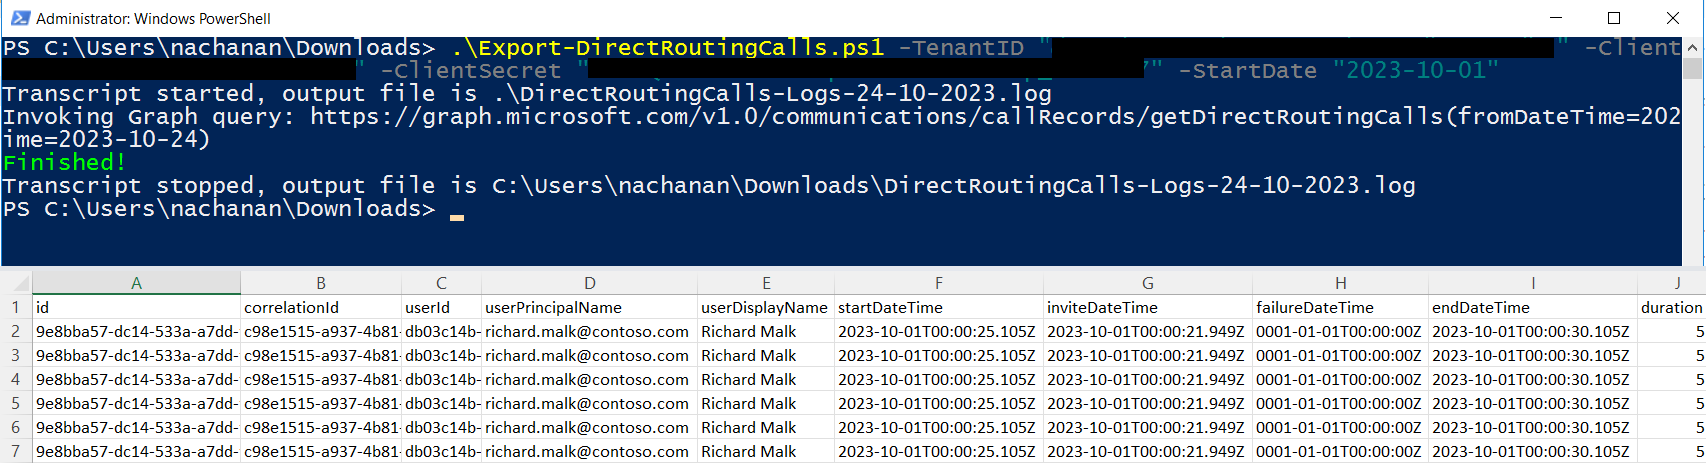 Administrator: Windows PowerShell
PS C:\Users\nachanan\Downloads> .\Export-DirectRoutingCalls.ps1 -TenantID "" -Client
" -ClientSecret "" -StartDate "2023-10-01"
Transcript started, output file is .\DirectRoutingCalls-Logs-24-10-2023.log
Invoking Graph query: https://graph.microsoft.com/v1.0/communications/callRecords/getDirectRoutingCalls(fromDateTime=202
ime=2023-10-24)
Finished!
Transcript stopped, output file is C:\Users\nachanan\Downloads\DirectRoutingCalls-Logs-24-10-2023.log
PS C:\Users\nachanan\Downloads>
A B C D E F G H I J
1 id correlationId userId userPrincipalName userDisplayName startDateTime inviteDateTime failureDateTime endDateTime duration
2 9e8bba57-dc14-533a-a7dd- c98e1515-a937-4b81- db03c14b- richard.malk@contoso.com Richard Malk 2023-10-01T00:00:25.105Z 2023-10-01T00:00:21.949Z 0001-01-01T00:00:00Z 2023-10-01T00:00:30.105Z 5
3 9e8bba57-dc14-533a-a7dd- c98e1515-a937-4b81- db03c14b- richard.malk@contoso.com Richard Malk 2023-10-01T00:00:25.105Z 2023-10-01T00:00:21.949Z 0001-01-01T00:00:00Z 2023-10-01T00:00:30.105Z 5
4 9e8bba57-dc14-533a-a7dd- c98e1515-a937-4b81- db03c14b- richard.malk@contoso.com Richard Malk 2023-10-01T00:00:25.105Z 2023-10-01T00:00:21.949Z 0001-01-01T00:00:00Z 2023-10-01T00:00:30.105Z 5
5 9e8bba57-dc14-533a-a7dd- c98e1515-a937-4b81- db03c14b- richard.malk@contoso.com Richard Malk 2023-10-01T00:00:25.105Z 2023-10-01T00:00:21.949Z 0001-01-01T00:00:00Z 2023-10-01T00:00:30.105Z 5
6 9e8bba57-dc14-533a-a7dd- c98e1515-a937-4b81- db03c14b- richard.malk@contoso.com Richard Malk 2023-10-01T00:00:25.105Z 2023-10-01T00:00:21.949Z 0001-01-01T00:00:00Z 2023-10-01T00:00:30.105Z 5
7 9e8bba57-dc14-533a-a7dd- c98e1515-a937-4b81- db03c14b- richard.malk@contoso.com Richard Malk 2023-10-01T00:00:25.105Z 2023-10-01T00:00:21.949Z 0001-01-01T00:00:00Z 2023-10-01T00:00:30.105Z 5